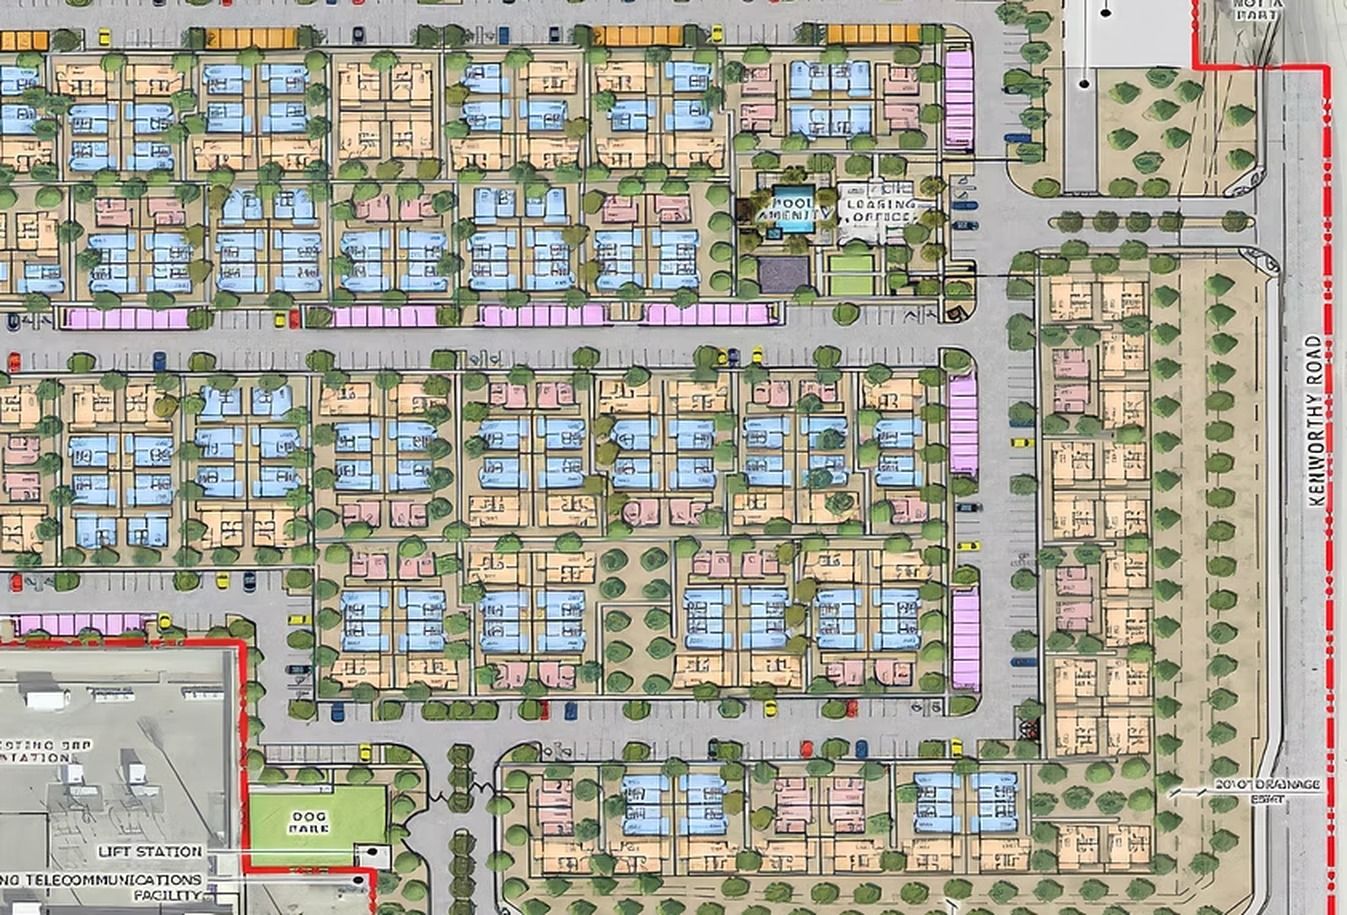 NOT A
PART
POOL
AMENITY
LEASING
OFFICE
KENWORTHY ROAD
STATION
20'-0" DRAINAGE
ESMT
DOG
PARK
LIFT STATION
NG TELECOMMUNICATIONS
FACILITY